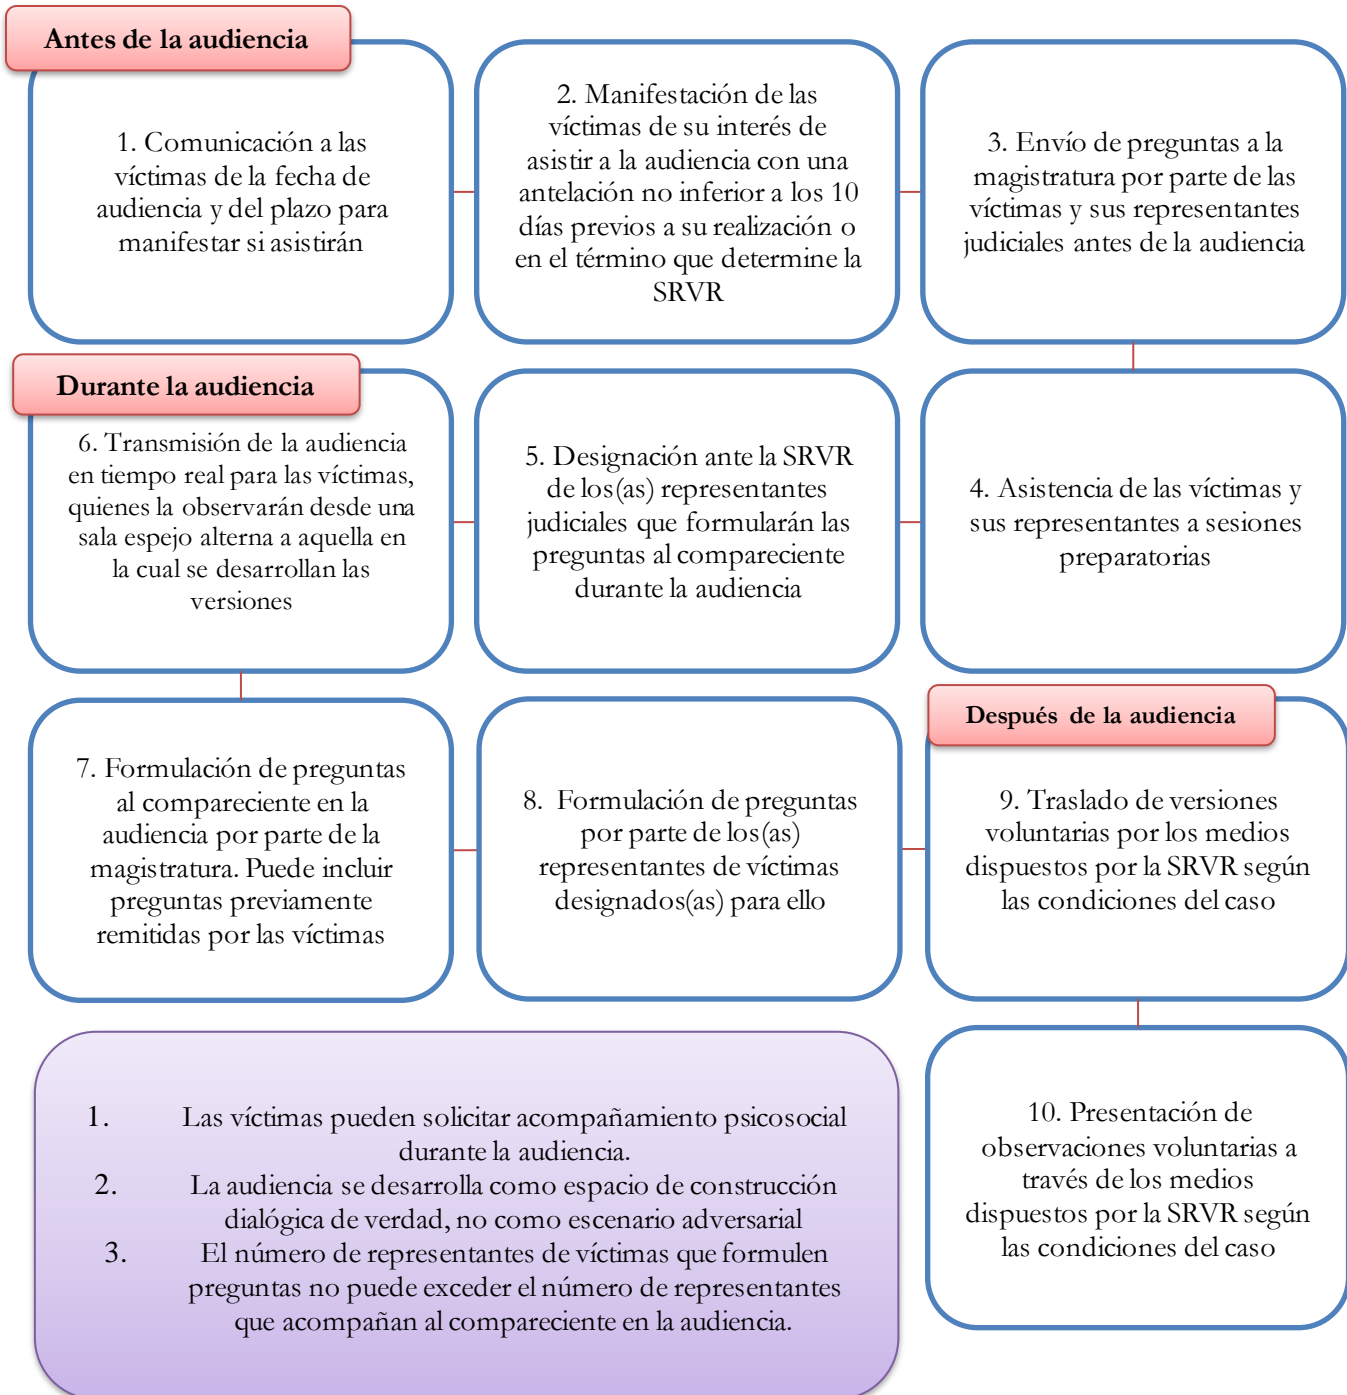 Antes de la audiencia
1. Comunicación a las
víctimas de la fecha de
audiencia y del plazo para
manifestar si asistirán
2. Manifestación de las
víctimas de su interés de
asistir a la audiencia con una
antelación no inferior a los 10
días previos a su realización o
en el término que determine la
SRVR
3. Envío de preguntas a la
magistratura por parte de las
víctimas y sus representantes
judiciales antes de la audiencia
4. Asistencia de las víctimas y
sus representantes a sesiones
preparatorias
5. Designación ante la SRVR
de los(as) representantes
judiciales que formularán las
preguntas al compareciente
durante la audiencia
Durante la audiencia
6. Transmisión de la audiencia
en tiempo real para las víctimas,
quienes la observarán desde una
sala espejo alterna a aquella en
la cual se desarrollan las
versiones
7. Formulación de preguntas
al compareciente en la
audiencia por parte de la
magistratura. Puede incluir
preguntas previamente
remitidas por las víctimas
8. Formulación de preguntas
por parte de los(as)
representantes de víctimas
designados(as) para ello
Después de la audiencia
9. Traslado de versiones
voluntarias por los medios
dispuestos por la SRVR según
las condiciones del caso
10. Presentación de
observaciones voluntarias a
través de los medios
dispuestos por la SRVR según
las condiciones del caso
1. Las víctimas pueden solicitar acompañamiento psicosocial
durante la audiencia.
2. La audiencia se desarrolla como espacio de construcción
dialógica de verdad, no como escenario adversarial
3. El número de representantes de víctimas que formulen
preguntas no puede exceder el número de representantes
que acompañan al compareciente en la audiencia.